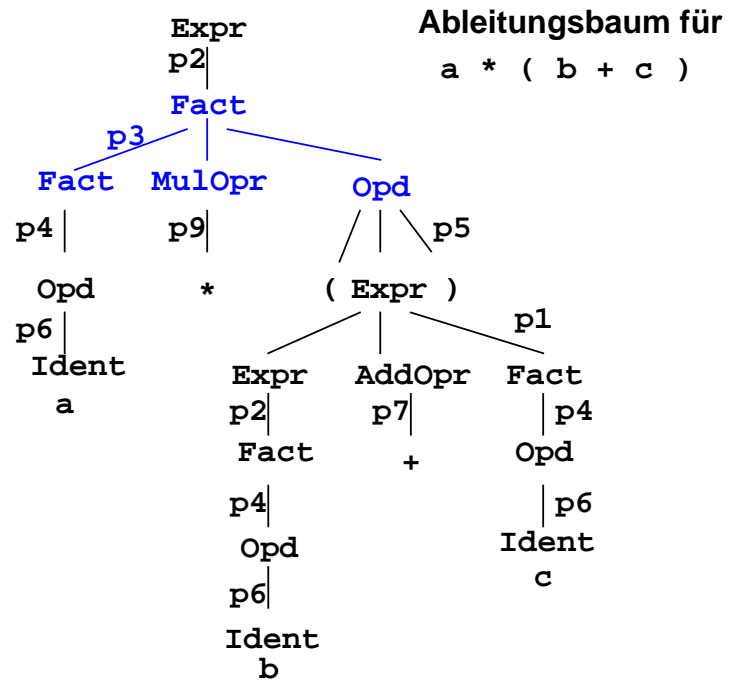 Expr
Ableitungsbaum für
p2
a * ( b + c )
Fact
p3
Fact MulOpr Opd
p4 p9 p5
Opd * ( Expr )
p6 p1
Ident Expr AddOpr Fact
a p2 p7 p4
Fact + Opd
p4 p6
Opd Ident
c
p6
Ident
b